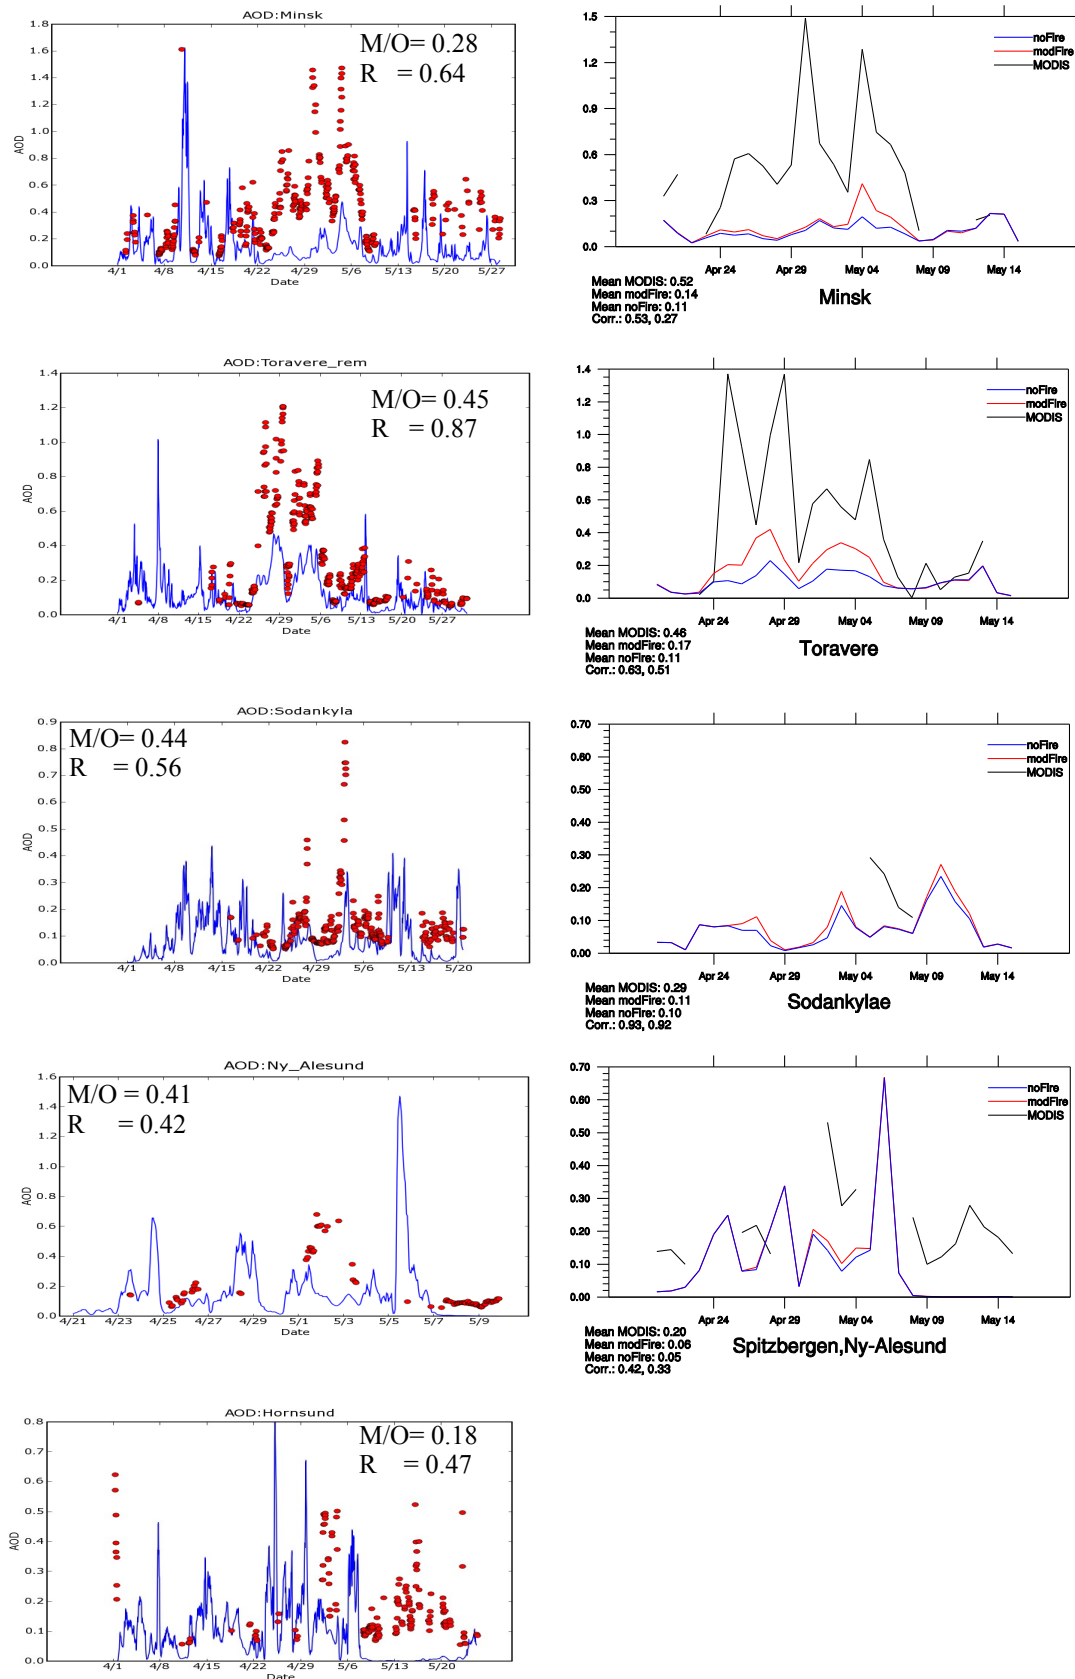 AOD:Minsk
M/O= 0.28
R = 0.64
1.8
1.6
1.4
1.2
1.0
0.8
0.6
0.4
0.2
0.0
AOD
4/1 4/8 4/15 4/22 4/29 5/6 5/13 5/20 5/27
Date
1.5
1.2
0.9
0.6
0.3
0.0
noFire
modFire
MODIS
Apr 24 Apr 29 May 04 May 09 May 14
Mean MODIS: 0.52
Mean modFire: 0.14
Mean noFire: 0.11
Corr.: 0.53, 0.27
Minsk
AOD:Toravere_rem
M/O= 0.45
R = 0.87
1.4
1.2
1.0
0.8
0.6
0.4
0.2
0.0
AOD
4/1 4/8 4/15 4/22 4/29 5/6 5/13 5/20 5/27
Date
1.4
1.2
1.0
0.8
0.6
0.4
0.2
0.0
noFire
modFire
MODIS
Apr 24 Apr 29 May 04 May 09 May 14
Mean MODIS: 0.46
Mean modFire: 0.17
Mean noFire: 0.11
Corr.: 0.63, 0.51
Toravere
AOD:Sodankyla
M/O= 0.44
R = 0.56
0.9
0.8
0.7
0.6
0.5
0.4
0.3
0.2
0.1
0.0
AOD
4/1 4/8 4/15 4/22 4/29 5/6 5/13 5/20
Date
0.70
0.60
0.50
0.40
0.30
0.20
0.10
0.00
noFire
modFire
MODIS
Apr 24 Apr 29 May 04 May 09 May 14
Mean MODIS: 0.29
Mean modFire: 0.11
Mean noFire: 0.10
Corr.: 0.93, 0.92
Sodankylae
AOD:Ny_Alesund
M/O = 0.41
R = 0.42
1.6
1.4
1.2
1.0
0.8
0.6
0.4
0.2
0.0
AOD
4/21 4/23 4/25 4/27 4/29 5/1 5/3 5/5 5/7 5/9
Date
0.70
0.60
0.50
0.40
0.30
0.20
0.10
0.00
noFire
modFire
MODIS
Apr 24 Apr 29 May 04 May 09 May 14
Mean MODIS: 0.20
Mean modFire: 0.06
Mean noFire: 0.05
Corr.: 0.42, 0.33
Spitzbergen,Ny-Alesund
AOD:Hornsund
M/O= 0.18
R = 0.47
0.8
0.7
0.6
0.5
0.4
0.3
0.2
0.1
0.0
AOD
4/1 4/8 4/15 4/22 4/29 5/6 5/13 5/20
Date